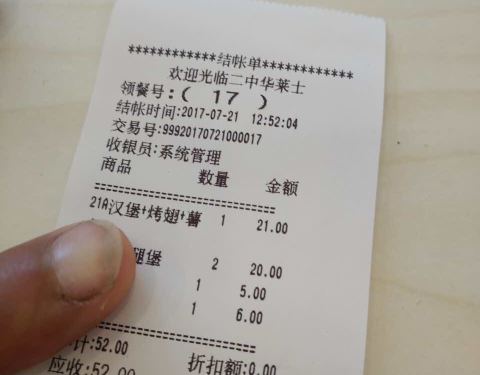 ************结帐单************
欢迎光临二中华莱士
领餐号:( 17 )
结帐时间:2017-07-21 12:52:04
交易号:99920170721000017
收银员:系统管理
商品 数量 金额
==============================
21A汉堡+烤翅+薯 1 21.00
腿堡 2 20.00
1 5.00
1 6.00
==============================
计:52.00 折扣额:0.00
应收:52.00